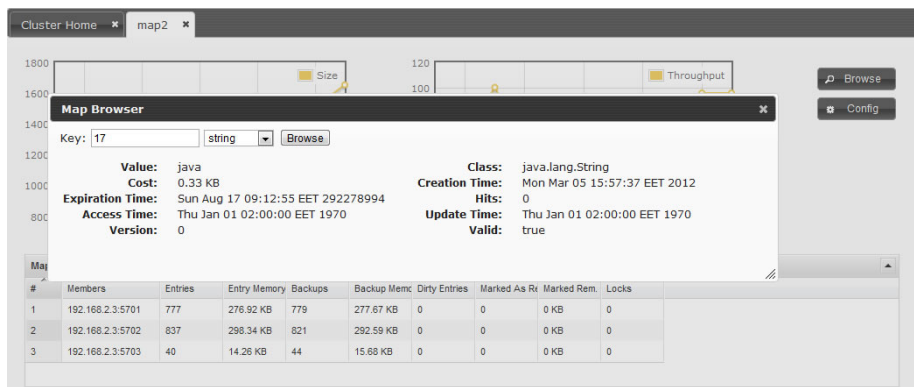 Cluster Home ×
map2 ×
1800
1600
1400
1200
1000
800
Size
120
100
Throughput
Browse
Config
Map Browser ×
Key: 17 string Browse
Value: java
Class: java.lang.String
Cost: 0.33 KB
Creation Time: Mon Mar 05 15:57:37 EET 2012
Expiration Time: Sun Aug 17 09:12:55 EET 292278994
Hits: 0
Access Time: Thu Jan 01 02:00:00 EET 1970
Update Time: Thu Jan 01 02:00:00 EET 1970
Version: 0
Valid: true
Map
# Members Entries Entry Memory Backups Backup Memo Dirty Entries Marked As Re Marked Rem. Locks
1 192.168.2.3:5701 777 276.92 KB 779 277.67 KB 0 0 0 KB 0
2 192.168.2.3:5702 837 298.34 KB 821 292.59 KB 0 0 0 KB 0
3 192.168.2.3:5703 40 14.26 KB 44 15.68 KB 0 0 0 KB 0